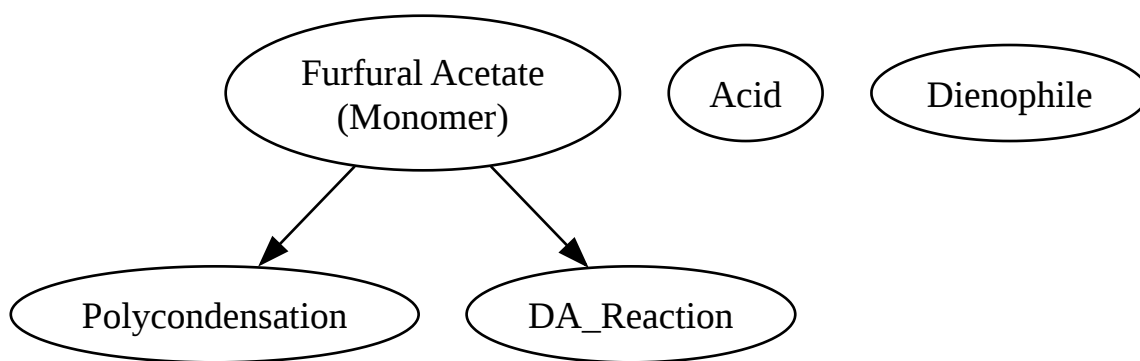 Furfural Acetate
(Monomer)
Acid
Dienophile
Polycondensation
DA_Reaction